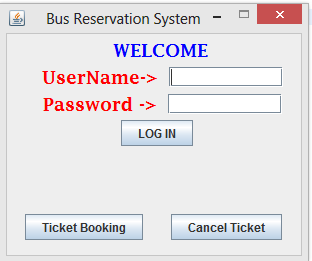 Bus Reservation System
WELCOME
UserName->
Password ->
LOG IN
Ticket Booking
Cancel Ticket